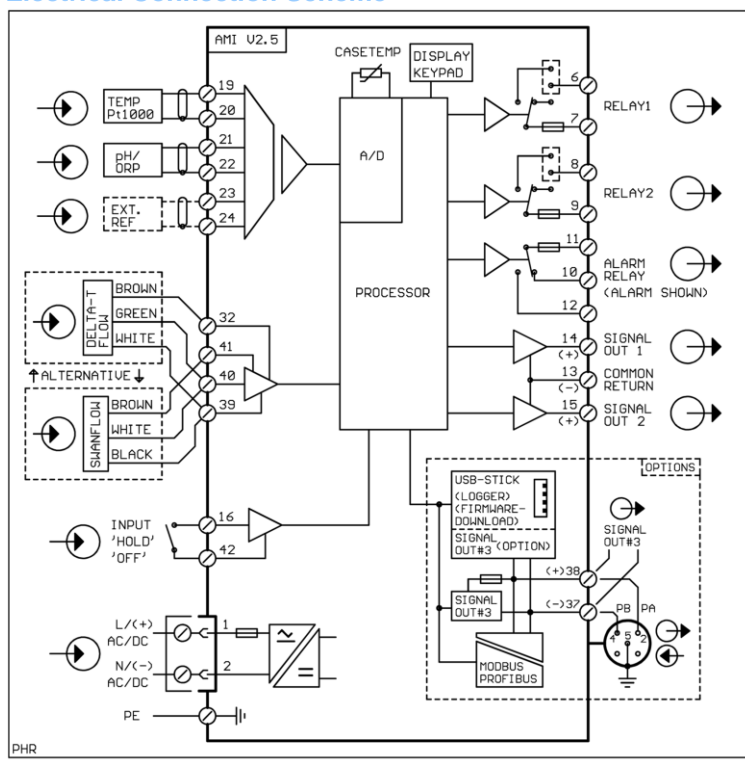 AMI V2.5
CASETEMP
DISPLAY
KEYPAD
TEMP
Pt1000
19
20
pH/
ORP
21
22
EXT.
REF
23
24
A/D
PROCESSOR
6
RELAY1
7
8
RELAY2
9
11
10
12
ALARM
RELAY
(ALARM SHOWN)
DELTA-T
FLOW
BROWN
GREEN
WHITE
32
41
40
39
ALTERNATIVE
SWANFLOW
BROWN
WHITE
BLACK
14
(+)
SIGNAL
OUT 1
13
(-)
COMMON
RETURN
15
(+)
SIGNAL
OUT 2
INPUT
'HOLD'
'OFF'
16
42
OPTIONS
USB-STICK
(LOGGER)
(FIRMWARE-
DOWNLOAD)
SIGNAL
OUT#3 (OPTION)
SIGNAL
OUT#3
(+)38
SIGNAL
OUT#3
(-)37
PB PA
4 5 2
MODBUS
PROFIBUS
L/(+)
AC/DC
1
N/(-)
AC/DC
2
PE
PHR